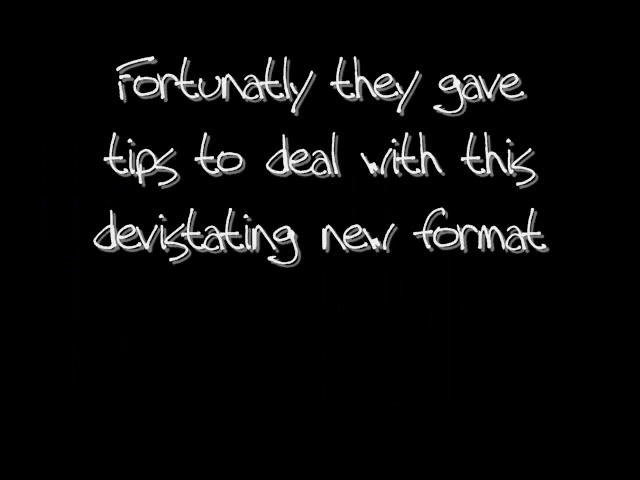 Fortunatly they gave
tips to deal with this
devistating new format